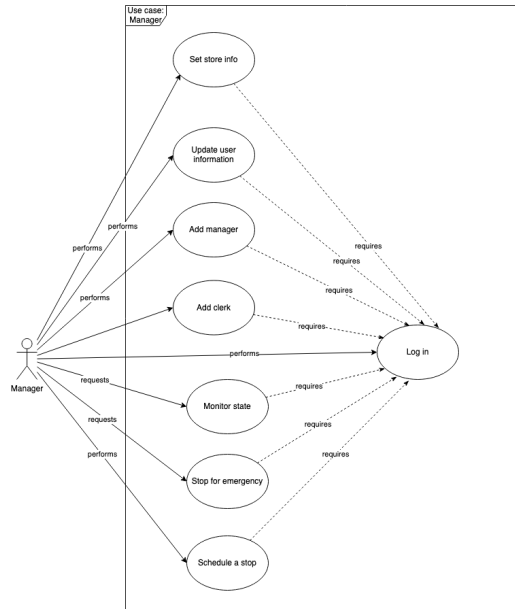 Use case:
Manager
Set store info
Update user
information
performs
Add manager
performs
requires
requires
performs
requires
Add clerk
requires
Manager
performs
Log in
requests
Monitor state
requires
requests
Stop for emergency
requires
performs
Schedule a stop
requires